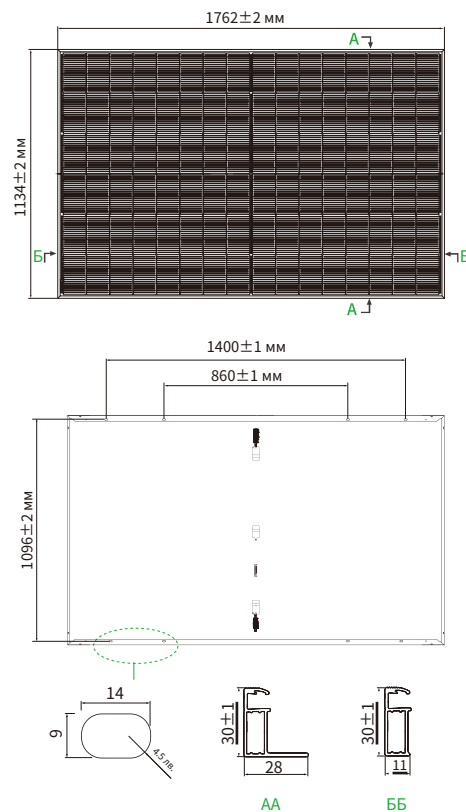 1762±2 мм
А
1134±2 мм
Б
Б
А
1400±1 мм
860±1 мм
1096±2 мм
14
9
4.5 лв.
30±1
28
30±1
11
АА
ББ